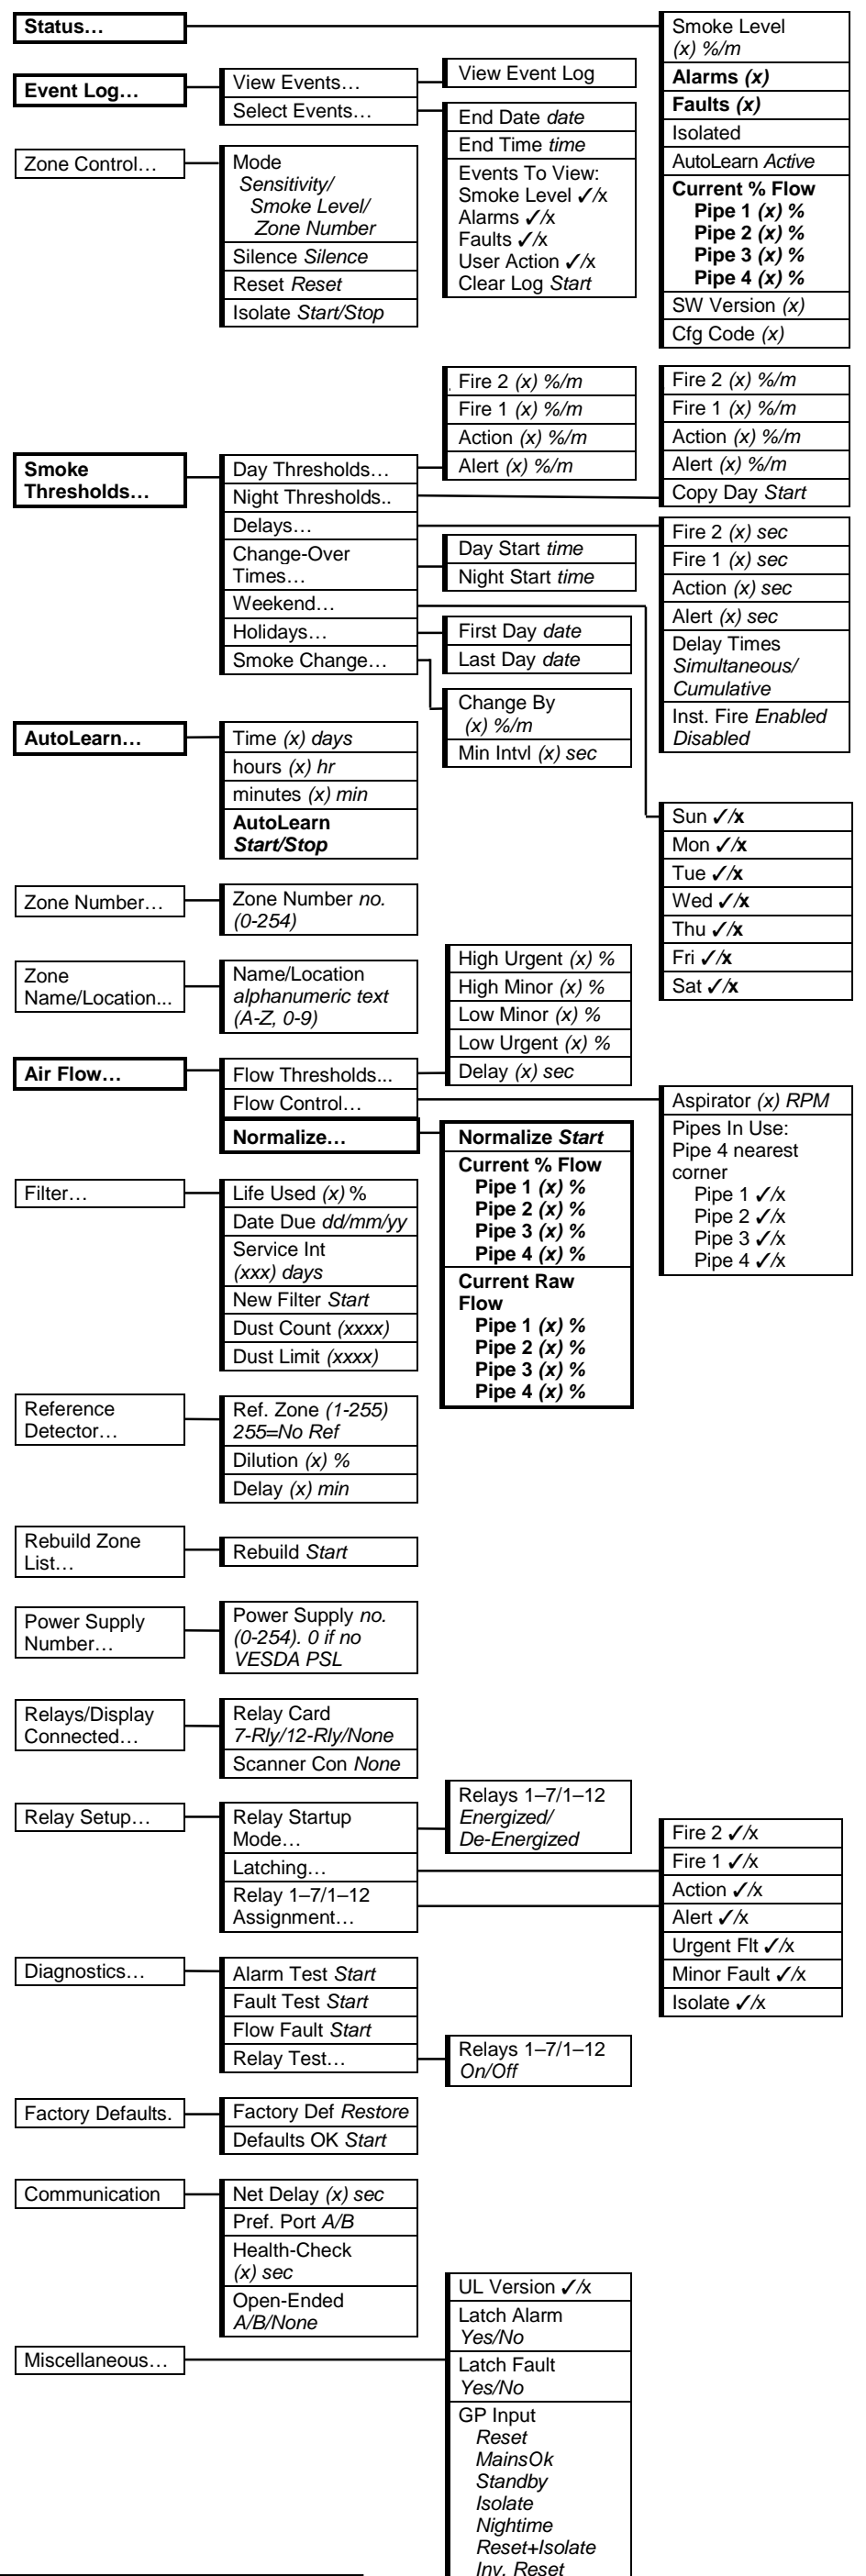 Status…
Smoke Level
(x) %/m
Alarms (x)
Faults (x)
Isolated
AutoLearn Active
Current % Flow
Pipe 1 (x) %
Pipe 2 (x) %
Pipe 3 (x) %
Pipe 4 (x) %
SW Version (x)
Cfg Code (x)
Event Log…
View Events…
Select Events…
View Event Log
End Date date
End Time time
Events To View:
Smoke Level ✓/x
Alarms ✓/x
Faults ✓/x
User Action ✓/x
Clear Log Start
Zone Control…
Mode
Sensitivity/
Smoke Level/
Zone Number
Silence Silence
Reset Reset
Isolate Start/Stop
Smoke
Thresholds…
Day Thresholds…
Night Thresholds..
Delays…
Change-Over
Times…
Weekend…
Holidays…
Smoke Change…
Fire 2 (x) %/m
Fire 1 (x) %/m
Action (x) %/m
Alert (x) %/m
Fire 2 (x) %/m
Fire 1 (x) %/m
Action (x) %/m
Alert (x) %/m
Copy Day Start
Fire 2 (x) sec
Fire 1 (x) sec
Action (x) sec
Alert (x) sec
Delay Times
Simultaneous/
Cumulative
Inst. Fire Enabled
Disabled
Day Start time
Night Start time
First Day date
Last Day date
Change By
(x) %/m
Min Intvl (x) sec
Sun ✓/x
Mon ✓/x
Tue ✓/x
Wed ✓/x
Thu ✓/x
Fri ✓/x
Sat ✓/x
AutoLearn…
Time (x) days
hours (x) hr
minutes (x) min
AutoLearn
Start/Stop
Zone Number…
Zone Number no.
(0-254)
Zone
Name/Location...
Name/Location
alphanumeric text
(A-Z, 0-9)
Air Flow…
Flow Thresholds...
Flow Control…
Normalize…
High Urgent (x) %
High Minor (x) %
Low Minor (x) %
Low Urgent (x) %
Delay (x) sec
Aspirator (x) RPM
Pipes In Use:
Pipe 4 nearest
corner
Pipe 1 ✓/x
Pipe 2 ✓/x
Pipe 3 ✓/x
Pipe 4 ✓/x
Normalize Start
Current % Flow
Pipe 1 (x) %
Pipe 2 (x) %
Pipe 3 (x) %
Pipe 4 (x) %
Current Raw
Flow
Pipe 1 (x) %
Pipe 2 (x) %
Pipe 3 (x) %
Pipe 4 (x) %
Filter…
Life Used (x) %
Date Due dd/mm/yy
Service Int
(xxx) days
New Filter Start
Dust Count (xxxx)
Dust Limit (xxxx)
Reference
Detector…
Ref. Zone (1-255)
255=No Ref
Dilution (x) %
Delay (x) min
Rebuild Zone
List…
Rebuild Start
Power Supply
Number…
Power Supply no.
(0-254). 0 if no
VESDA PSL
Relays/Display
Connected…
Relay Card
7-Rly/12-Rly/None
Scanner Con None
Relay Setup…
Relay Startup
Mode…
Latching…
Relay 1–7/1–12
Assignment…
Relays 1–7/1–12
Energized/
De-Energized
Fire 2 ✓/x
Fire 1 ✓/x
Action ✓/x
Alert ✓/x
Urgent Flt ✓/x
Minor Fault ✓/x
Isolate ✓/x
Diagnostics…
Alarm Test Start
Fault Test Start
Flow Fault Start
Relay Test…
Relays 1–7/1–12
On/Off
Factory Defaults.
Factory Def Restore
Defaults OK Start
Communication
Net Delay (x) sec
Pref. Port A/B
Health-Check
(x) sec
Open-Ended
A/B/None
Miscellaneous…
UL Version ✓/x
Latch Alarm
Yes/No
Latch Fault
Yes/No
GP Input
Reset
MainsOk
Standby
Isolate
Nightime
Reset+Isolate
Inv. Reset